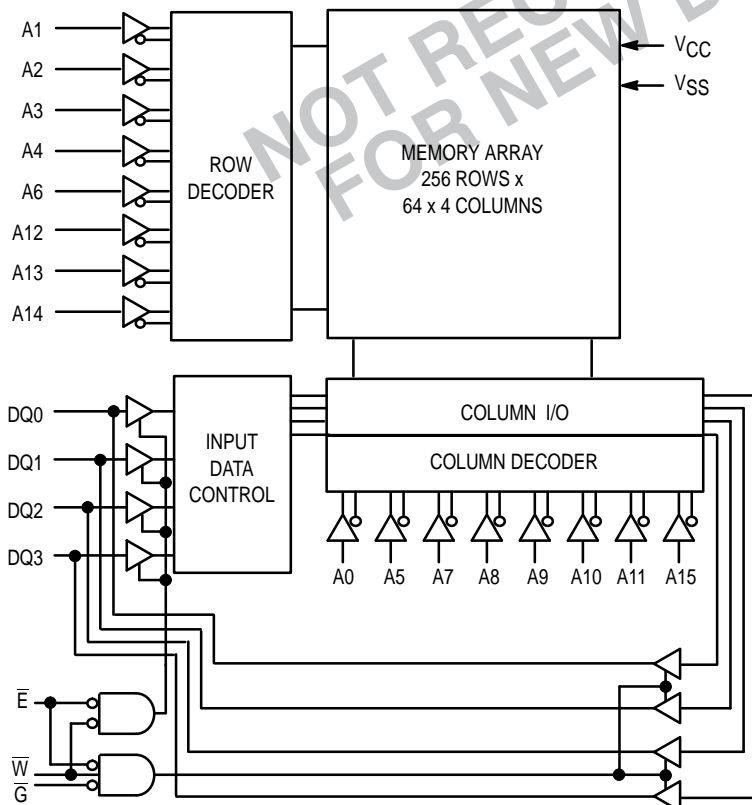 NOT REC
FOR NEW D
A1
A2
A3
A4
A6
A12
A13
A14
ROW
DECODER
MEMORY ARRAY
256 ROWS x
64 x 4 COLUMNS
VCC
VSS
DQ0
DQ1
DQ2
DQ3
INPUT
DATA
CONTROL
COLUMN I/O
COLUMN DECODER
A0 A5 A7 A8 A9 A10 A11 A15
E
W
G